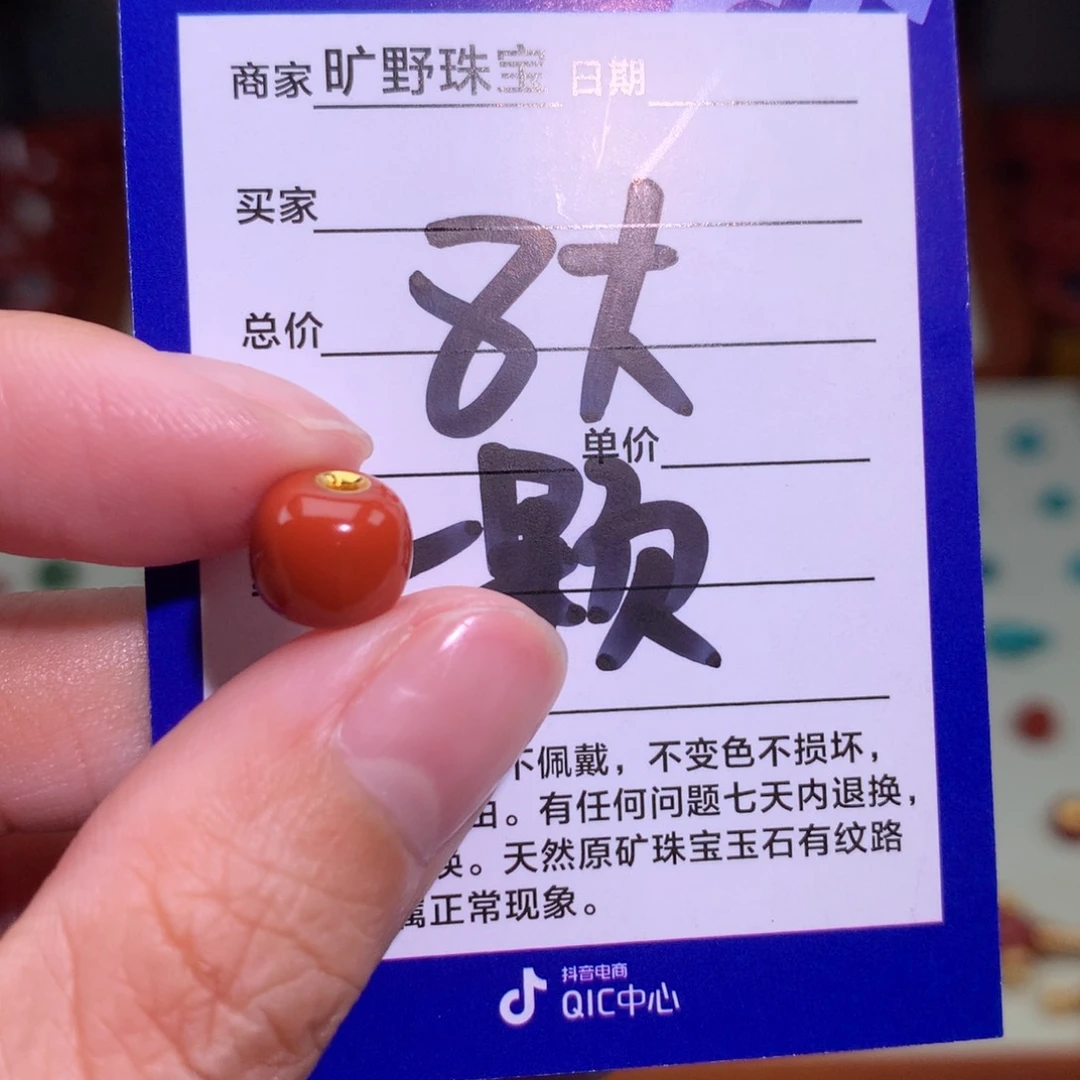 商家 旷野珠宝 日期
买家
总价
8大
单价
一颗
不佩戴，不变色不损坏，
由。有任何问题七天内退换，
换。天然原矿珠宝玉石有纹路
属正常现象。
抖音电商
QIC中心